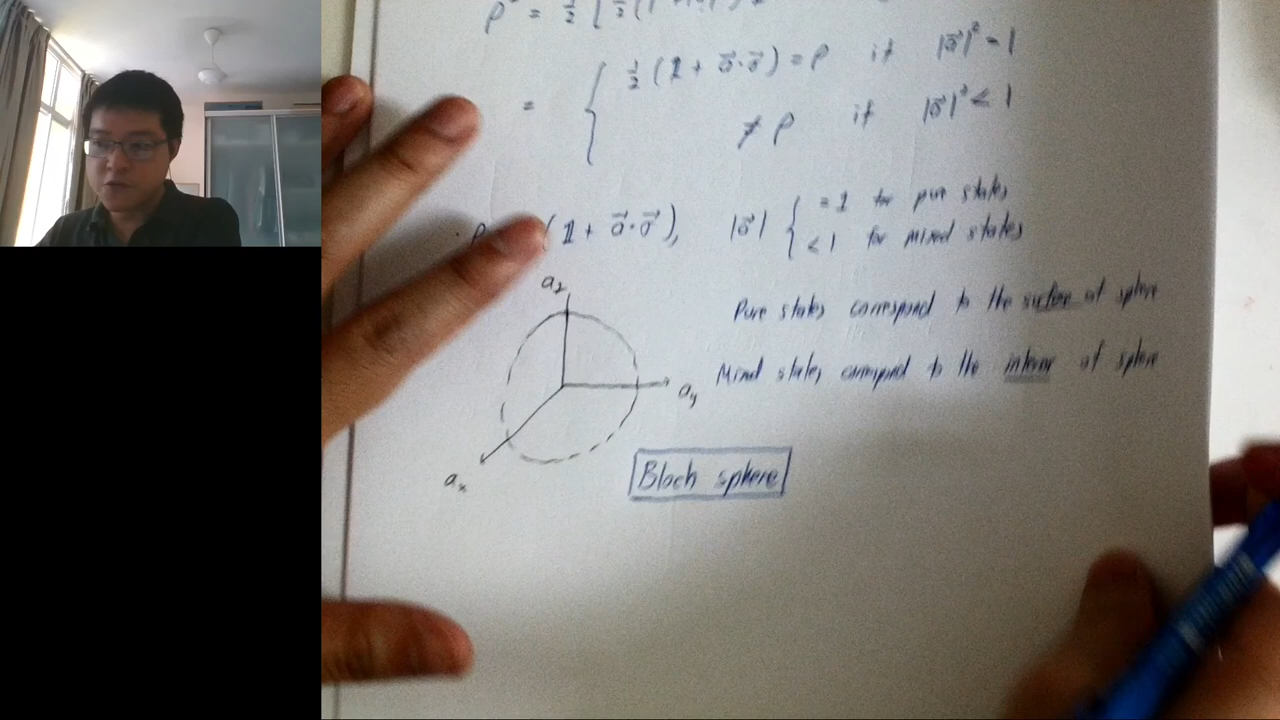 ρ² = ½ [ ½ (1 +
= { ½ (1 + a⃗·σ⃗) = ρ if |a⃗|² = 1
≠ ρ if |a⃗|² < 1
(1 + a⃗·σ⃗), |a⃗| { = 1 for pure states
< 1 for mixed states
a_z
Pure states correspond to the surface of sphere
Mixed states correspond to the interior of sphere
a_y
a_x
Bloch sphere